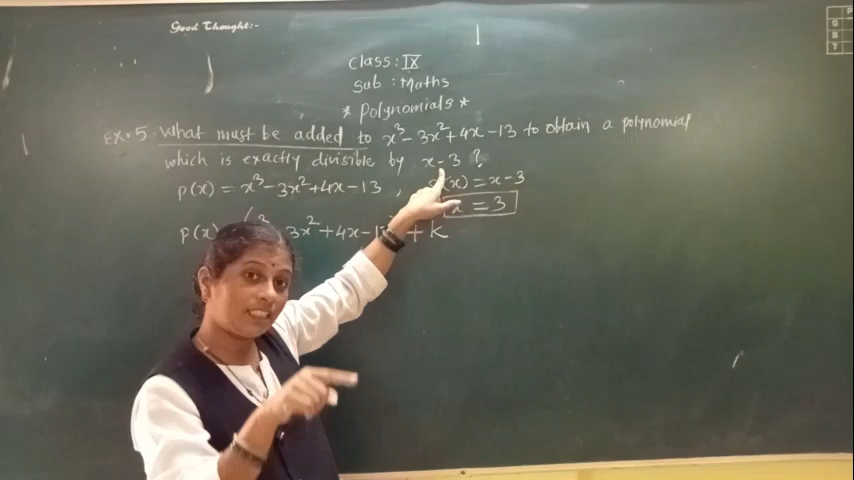 Good Thought:-
P
G
B
T
Class: IX
Sub: Maths
* Polynomials *
Ex.5. What must be added to x³-3x²+4x-13 to obtain a polynomial
which is exactly divisible by x-3 ?
p(x) = x³-3x²+4x-13, (x) = x-3
= 3
p(x) 3x²+4x-1 + K